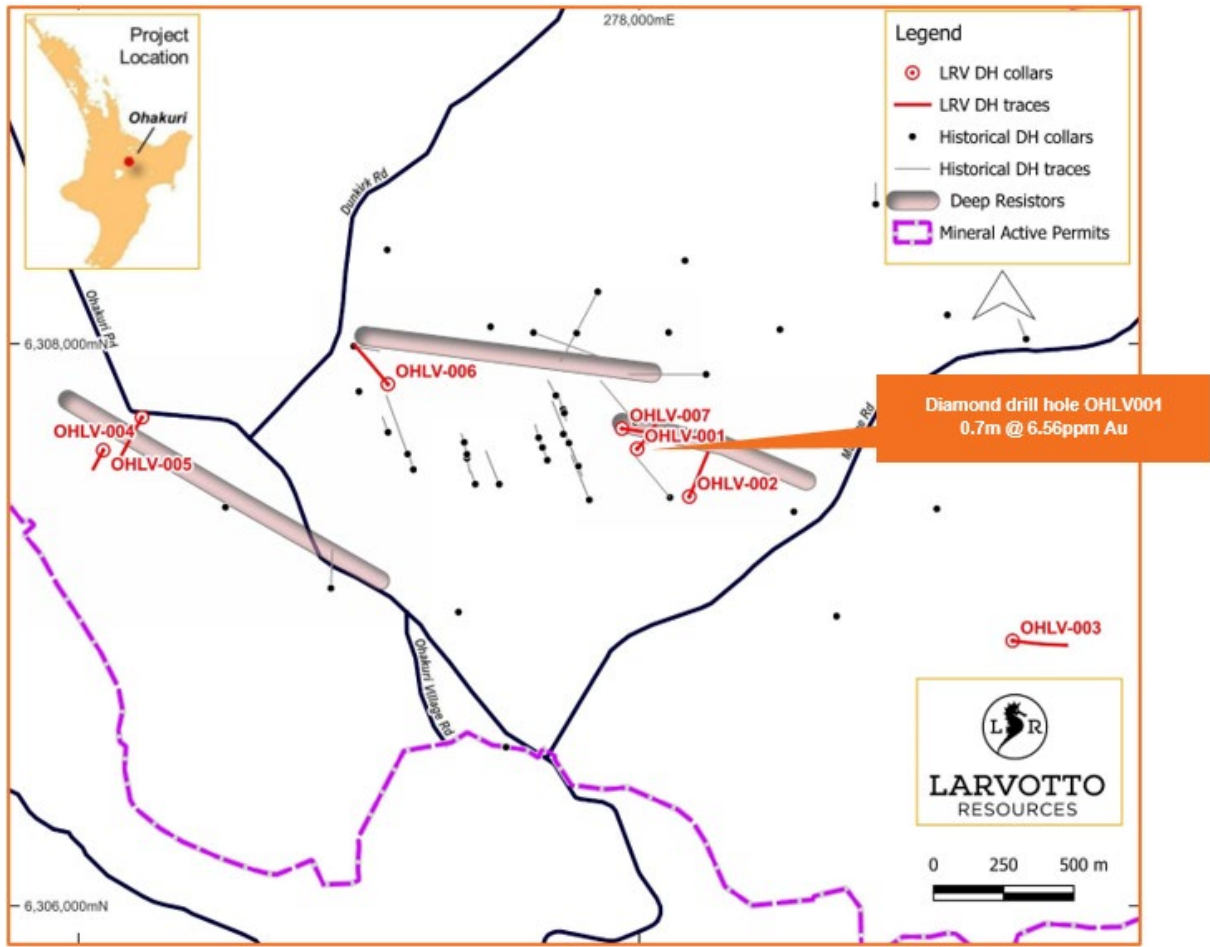 Project
Location
Ohakuri
278,000mE
Legend
LRV DH collars
LRV DH traces
Historical DH collars
Historical DH traces
Deep Resistors
Mineral Active Permits
Dunkirk Rd
Ohakuri Rd
6,308,000mN
OHLV-006
OHLV-007
OHLV-001
OHLV-002
OHLV-004
OHLV-005
Diamond drill hole OHLV001
0.7m @ 6.56ppm Au
Rd
OHLV-003
Ohakuri Village Rd
L R
LARVOTTO
RESOURCES
0 250 500 m
6,306,000mN